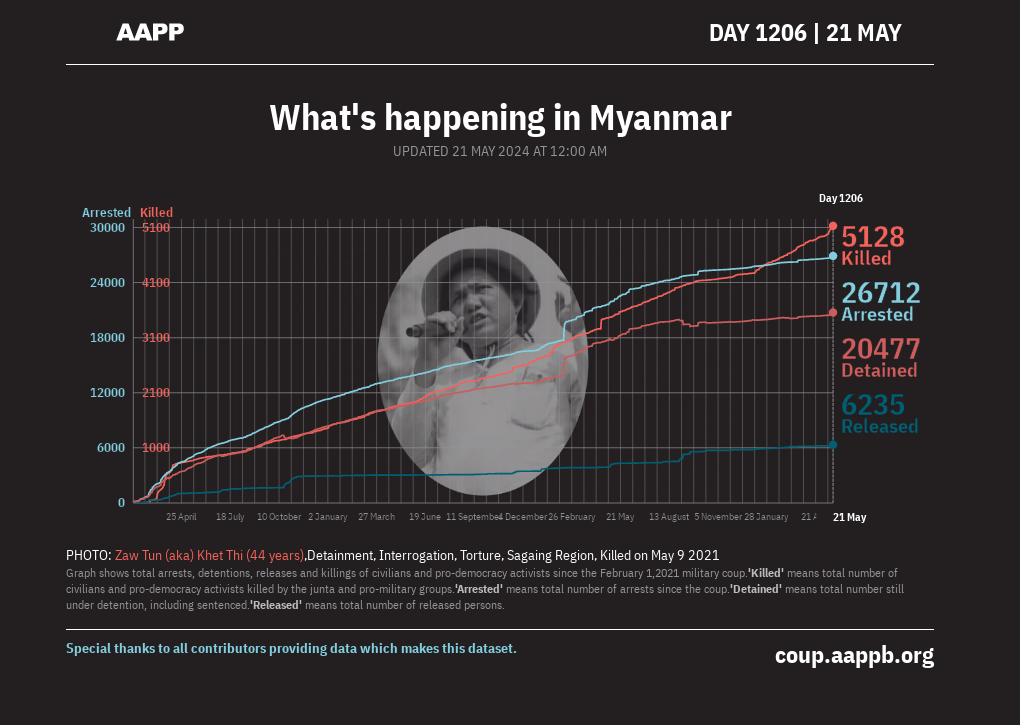 AAPP
DAY 1206 | 21 MAY
What's happening in Myanmar
UPDATED 21 MAY 2024 AT 12:00 AM
Day 1206
Arrested Killed
30000 5100
24000 4100
18000 3100
12000 2100
6000 1000
0
5128
Killed
26712
Arrested
20477
Detained
6235
Released
25 April 18 July 10 October 2 January 27 March 19 June 11 September 4 December 26 February 21 May 13 August 5 November 28 January 21 21 May
PHOTO: Zaw Tun (aka) Khet Thi (44 years),Detainment, Interrogation, Torture, Sagaing Region, Killed on May 9 2021
Graph shows total arrests, detentions, releases and killings of civilians and pro-democracy activists since the February 1,2021 military coup.'Killed' means total number of
civilians and pro-democracy activists killed by the junta and pro-military groups.'Arrested' means total number of arrests since the coup.'Detained' means total number still
under detention, including sentenced.'Released' means total number of released persons.
Special thanks to all contributors providing data which makes this dataset.
coup.aappb.org